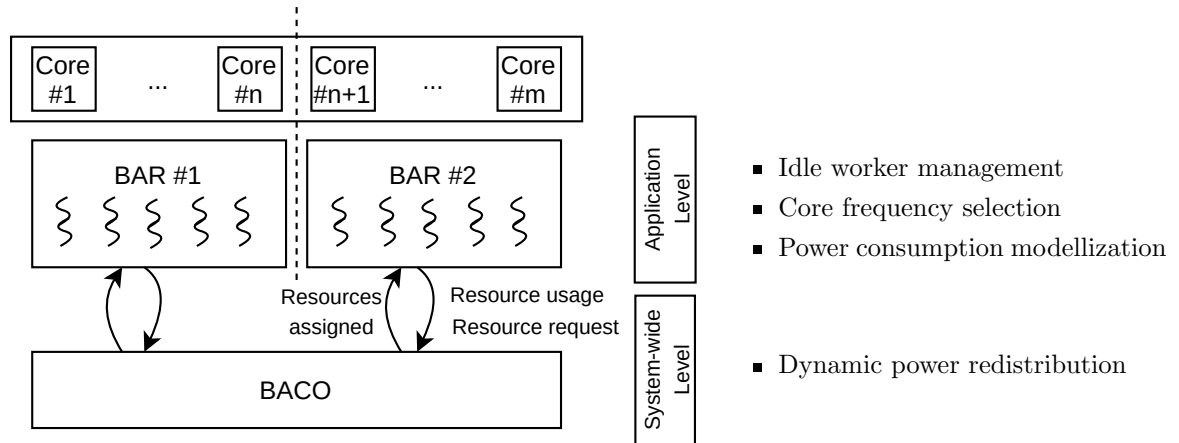 Core
#1
...
Core
#n
Core
#n+1
...
Core
#m
BAR #1
BAR #2
Application
Level
▪ Idle worker management
▪ Core frequency selection
▪ Power consumption modellization
Resources
assigned
Resource usage
Resource request
BACO
System-wide
Level
▪ Dynamic power redistribution